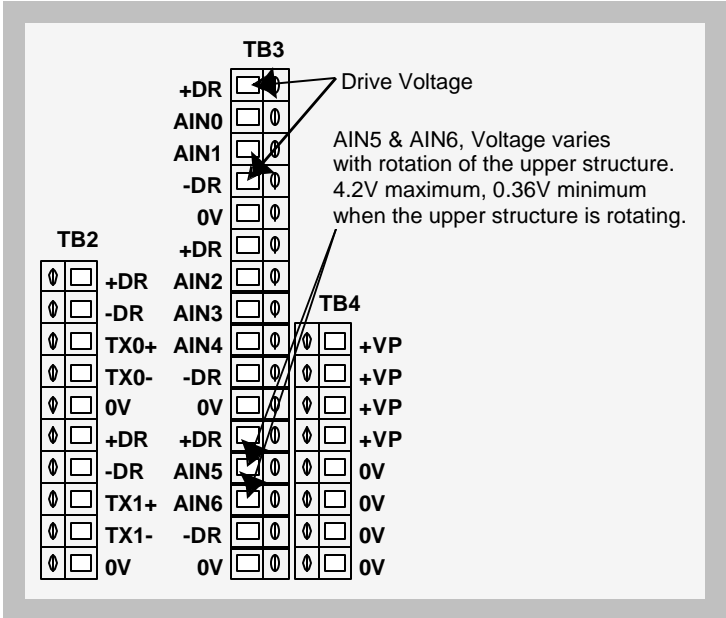 TB3
+DR
AIN0
AIN1
-DR
0V
+DR
AIN2
AIN3
AIN4
-DR
0V
+DR
AIN5
AIN6
-DR
0V
Drive Voltage
AIN5 & AIN6, Voltage varies
with rotation of the upper structure.
4.2V maximum, 0.36V minimum
when the upper structure is rotating.
TB2
+DR
-DR
TX0+
TX0-
0V
+DR
-DR
TX1+
TX1-
0V
TB4
+VP
+VP
+VP
+VP
0V
0V
0V
0V